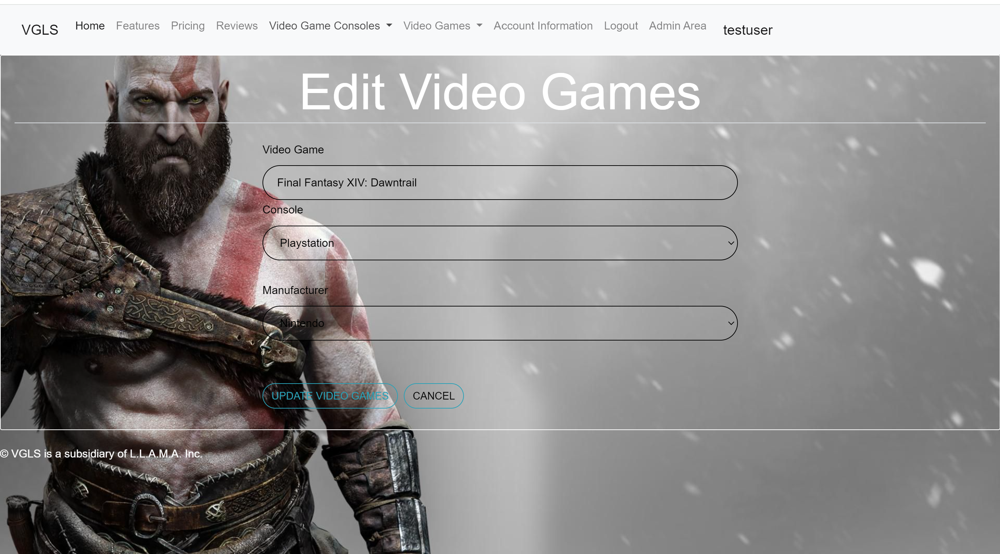 VGLS Home Features Pricing Reviews Video Game Consoles Video Games Account Information Logout Admin Area testuser
Edit Video Games
Video Game
Final Fantasy XIV: Dawntrail
Console
Playstation
Manufacturer
Nintendo
UPDATE VIDEO GAMES CANCEL
© VGLS is a subsidiary of L.L.A.M.A. Inc.